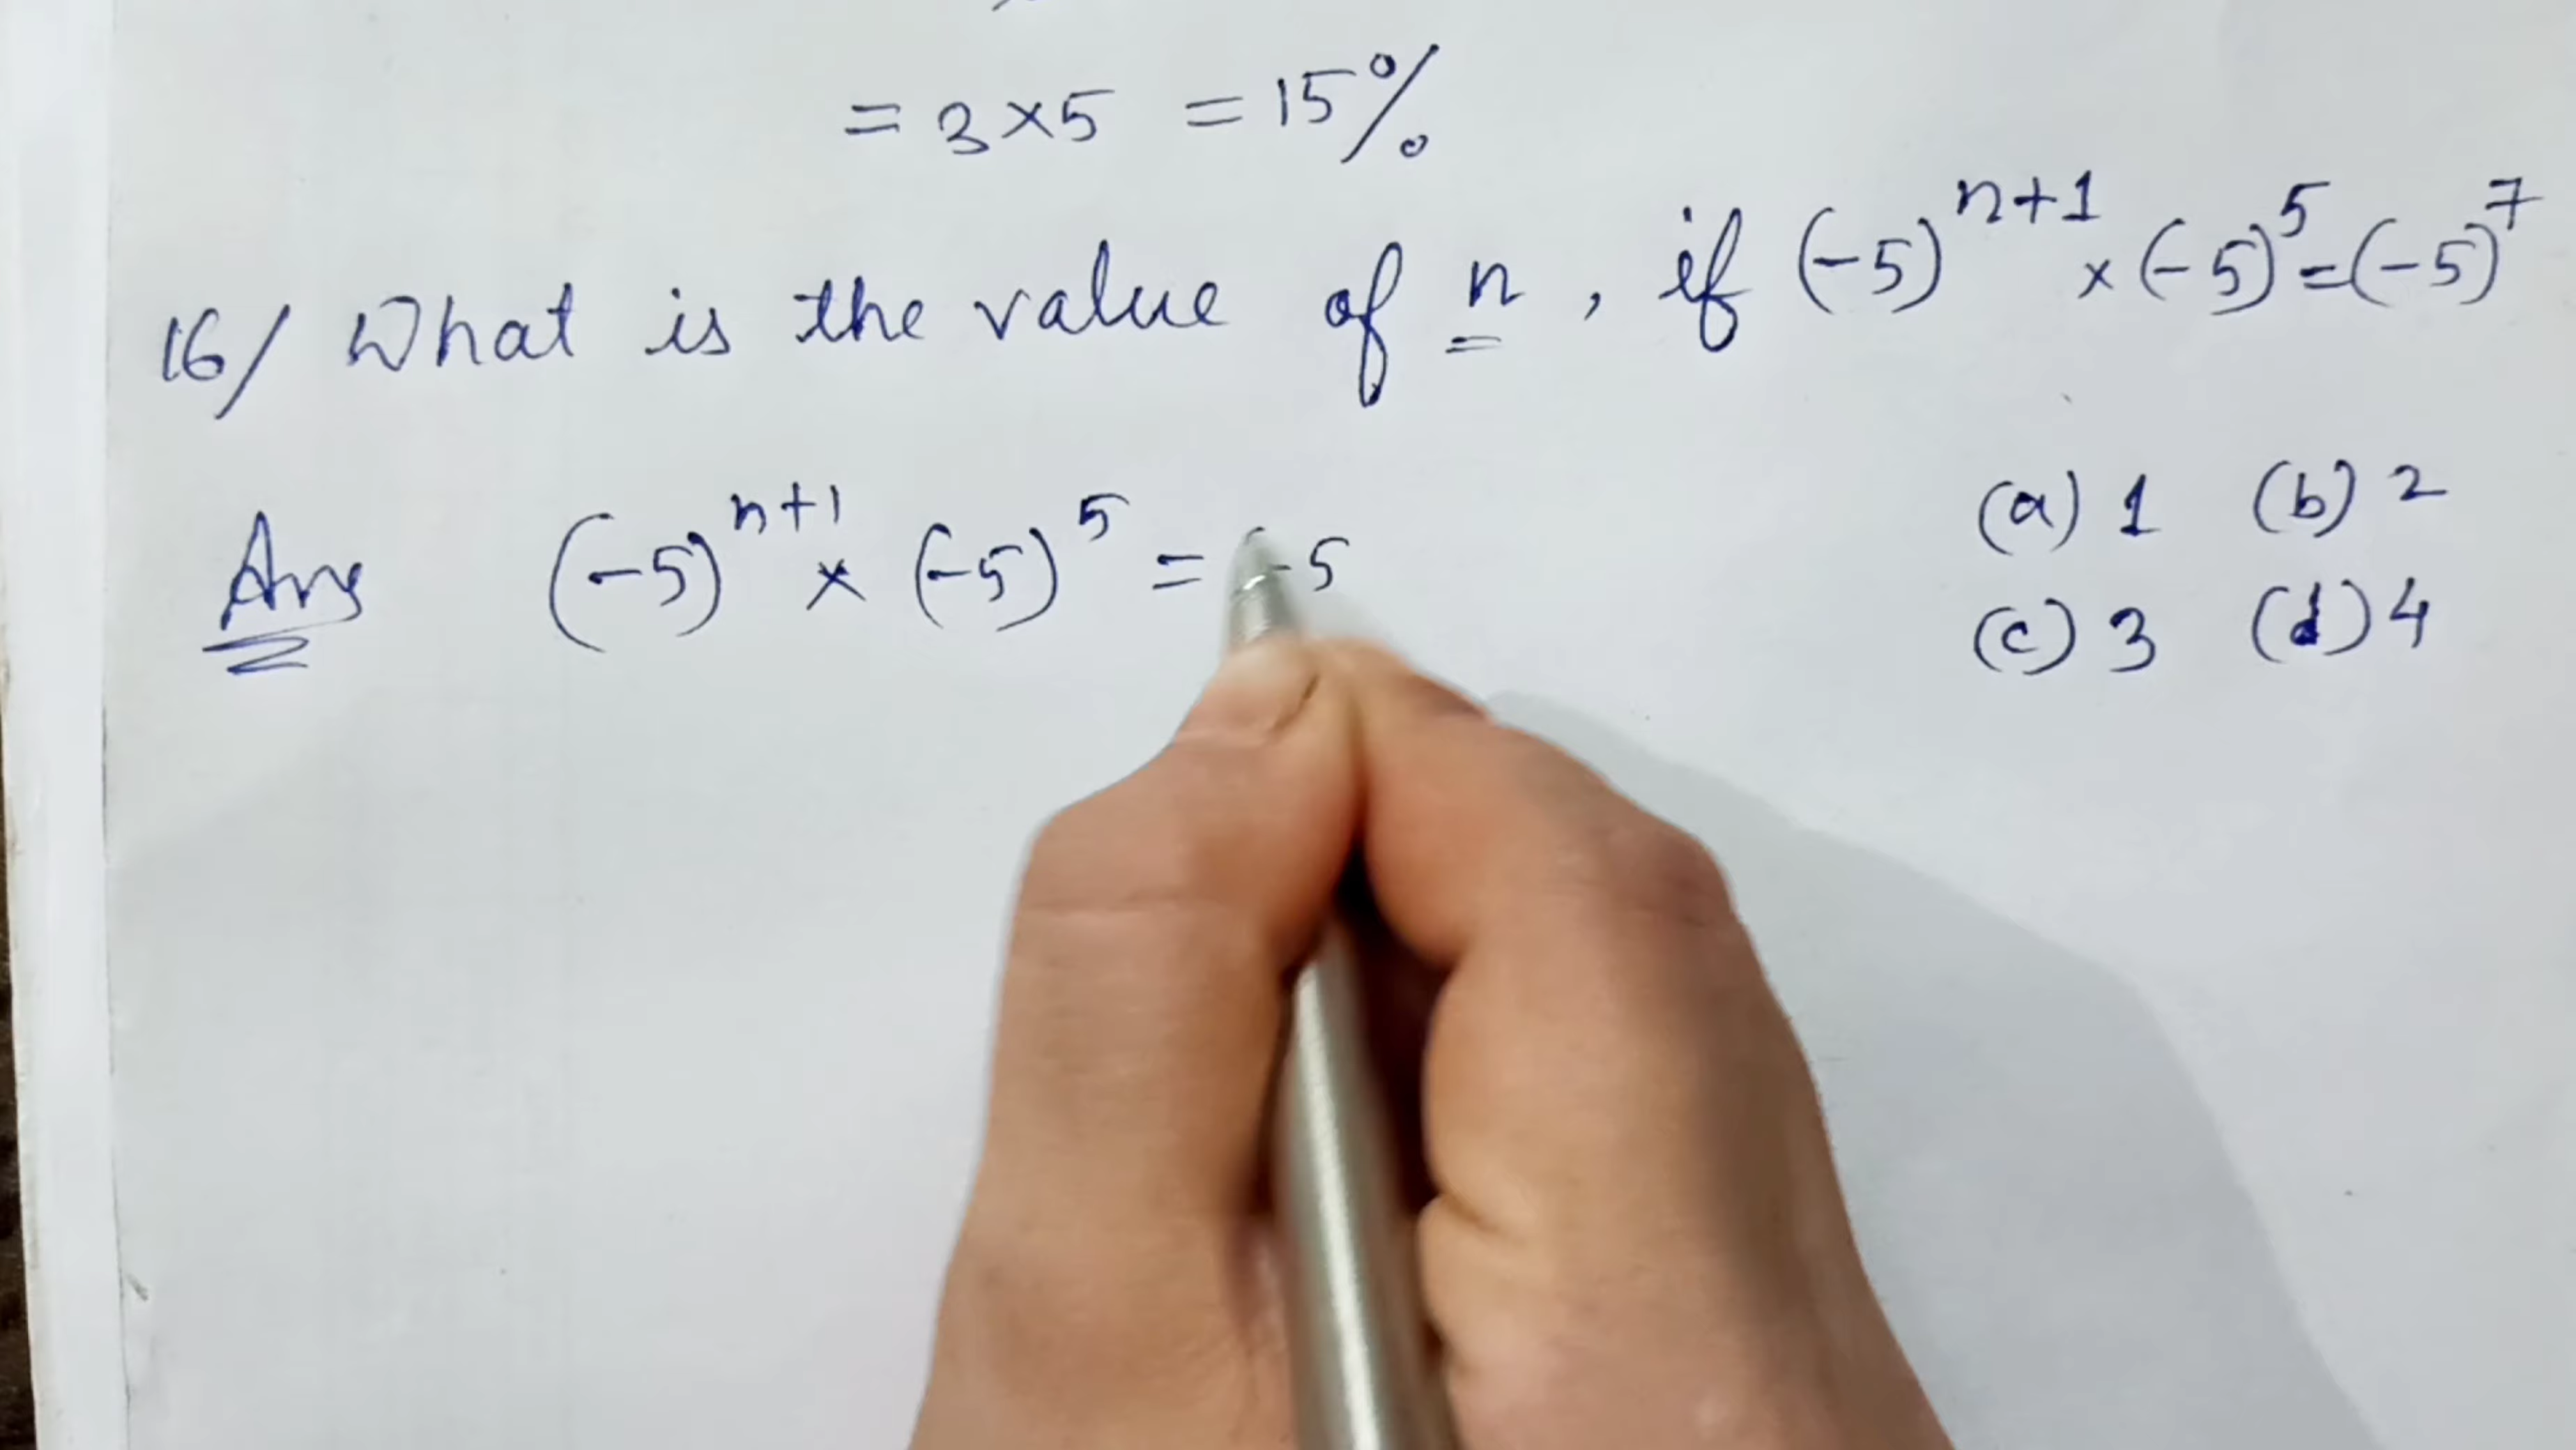 = 3×5 = 15%
16/ What is the value of n, if (-5)^{n+1} × (-5)^5 = (-5)^7
(a) 1 (b) 2
Ans (-5)^{n+1} × (-5)^5 = (-5
(c) 3 (d) 4